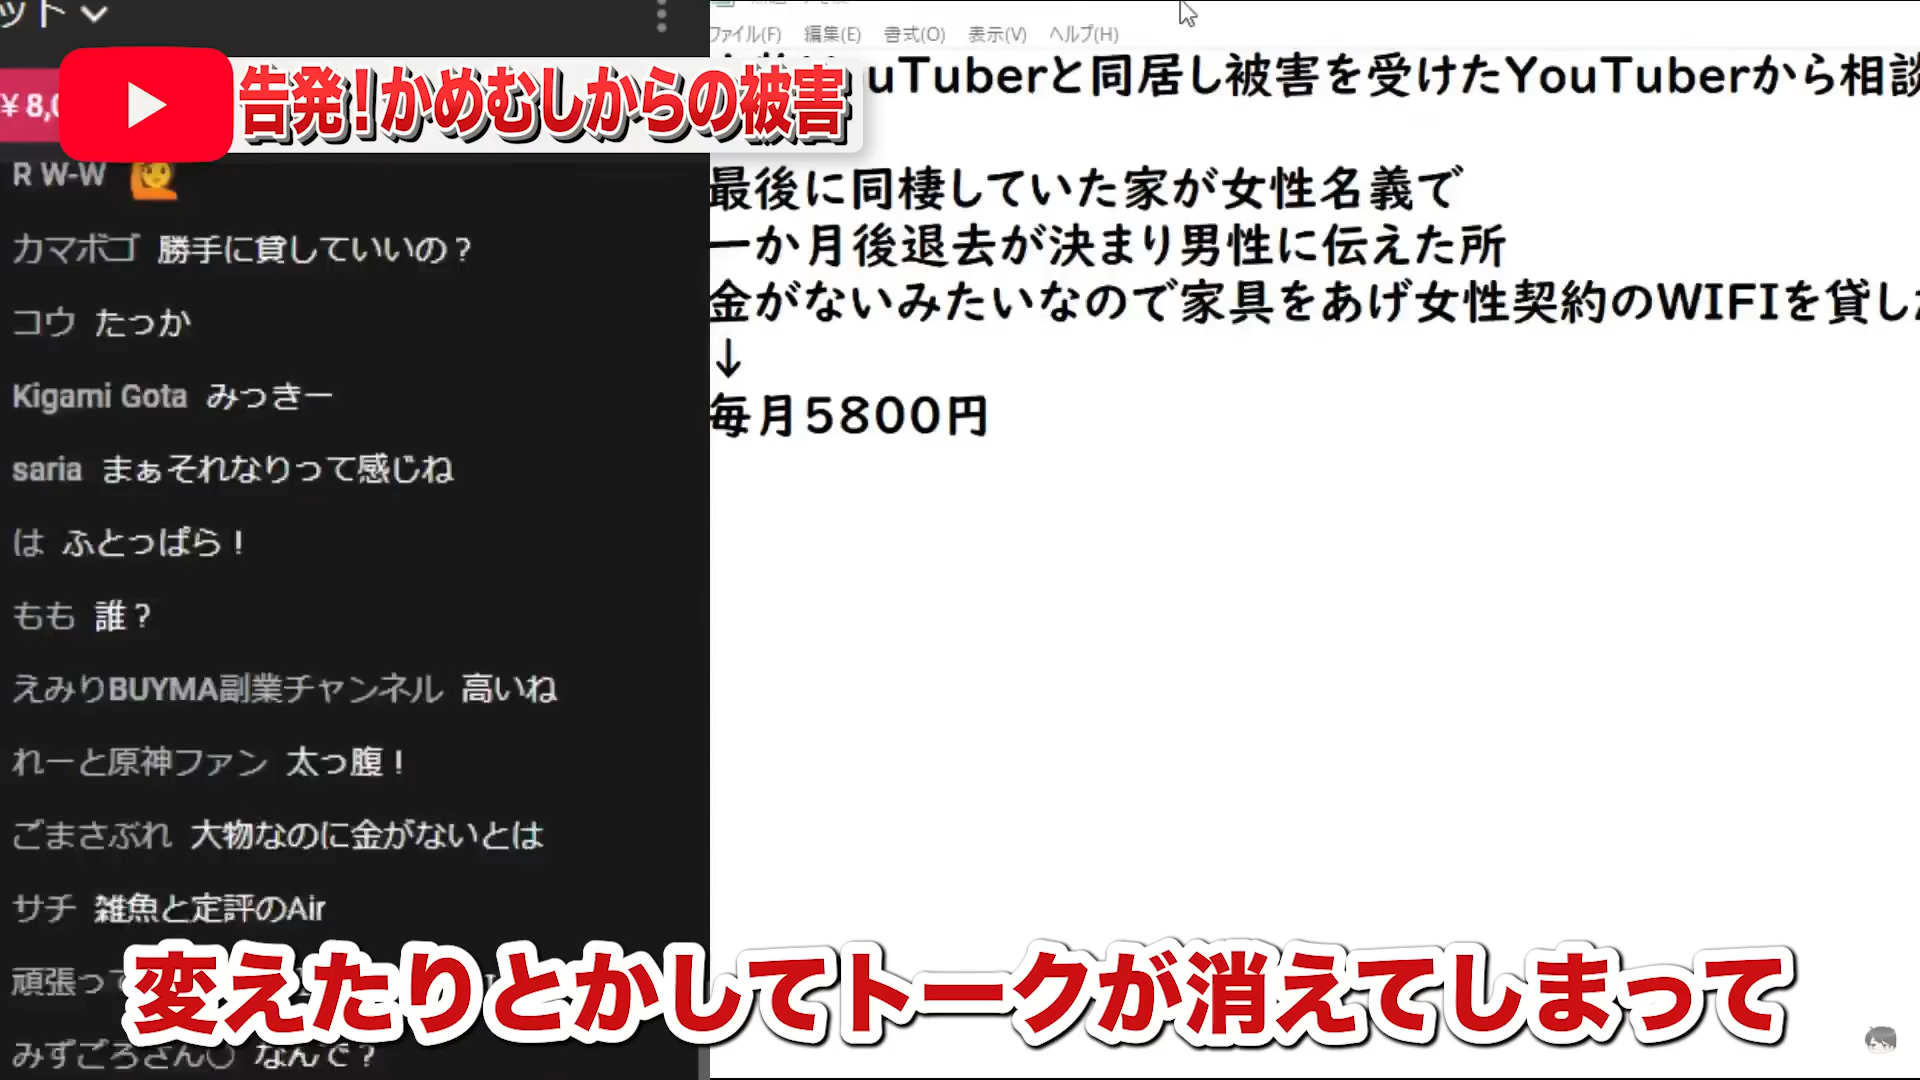 ット
¥ 8,0
告発！かめむしからの被害
R W-W
カマボゴ 勝手に貸していいの？
コウ たっか
Kigami Gota みっきー
saria まぁそれなりって感じね
は ふとっぱら！
もも 誰？
えみりBUYMA副業チャンネル 高いね
れーと原神ファン 太っ腹！
ごまさぶれ 大物なのに金がないとは
サチ 雑魚と定評のAir
頑張って
みずごろさん〇 なんで？
ファイル(F) 編集(E) 書式(O) 表示(V) ヘルプ(H)
uTuberと同居し被害を受けたYouTuberから相談
最後に同棲していた家が女性名義で
一か月後退去が決まり男性に伝えた所
金がないみたいなので家具をあげ女性契約のWIFIを貸した
↓
毎月5800円
変えたりとかしてトークが消えてしまって